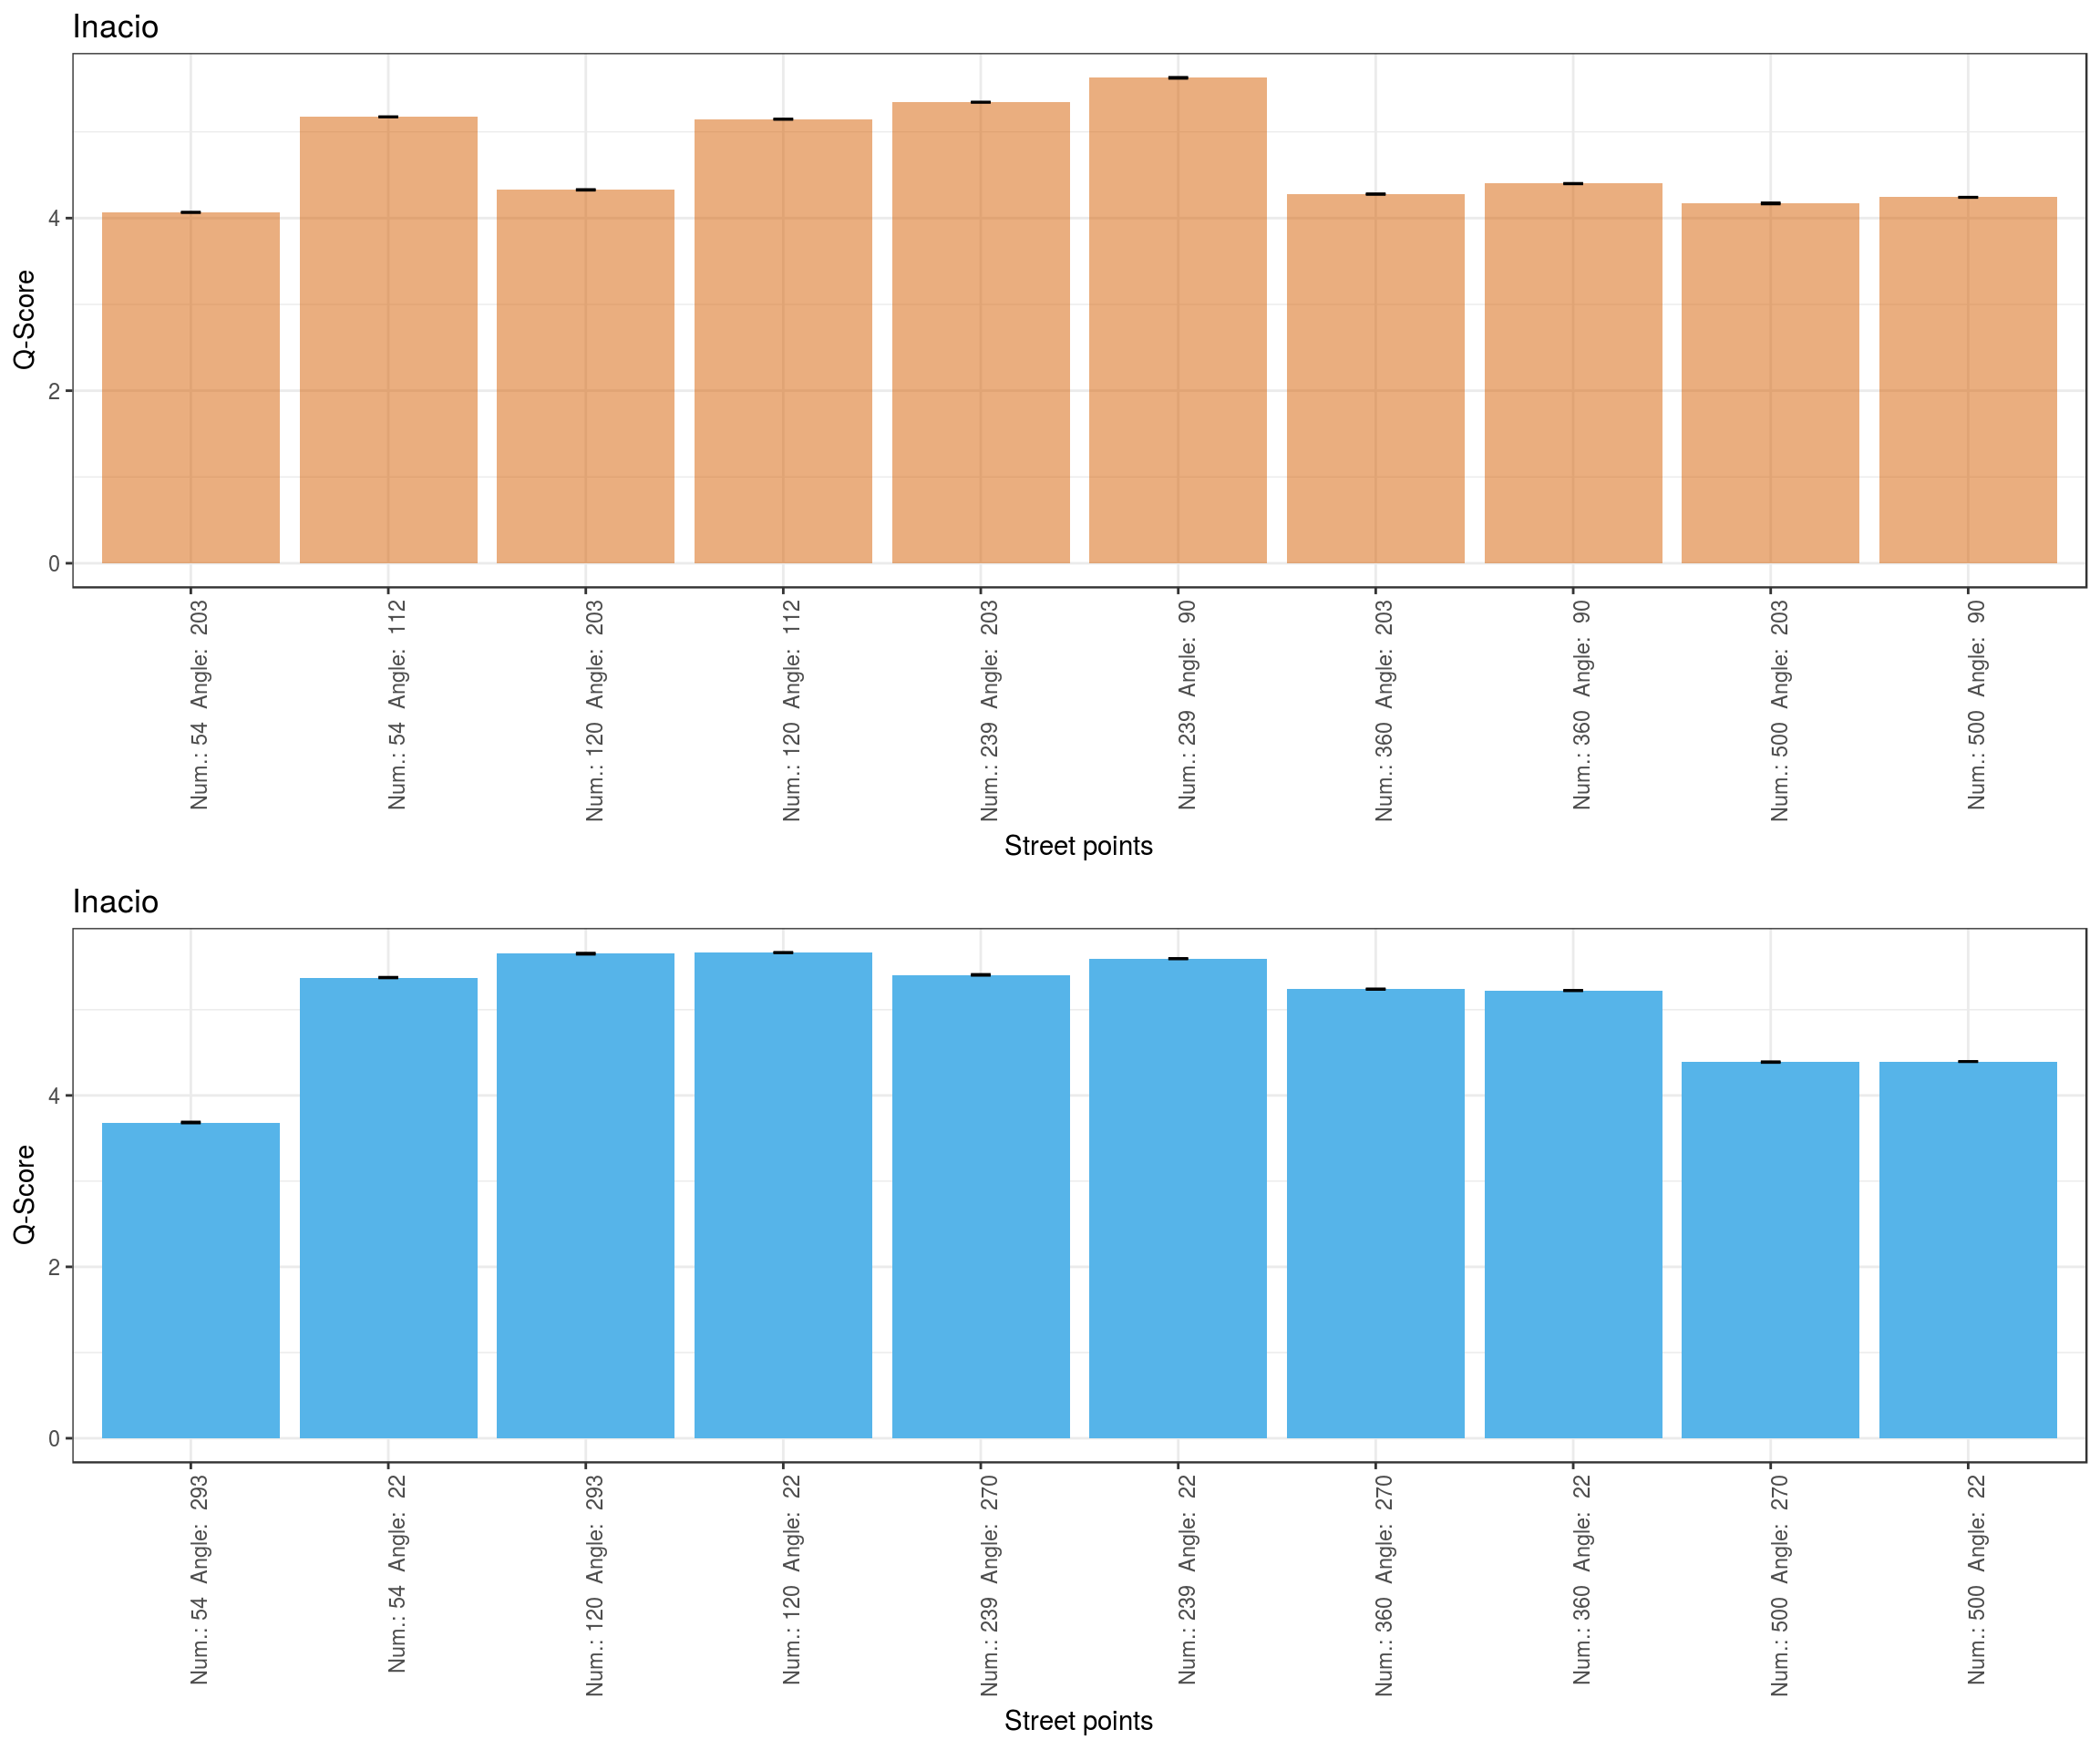 Inacio
Q-Score
4
2
0
Num.: 54  Angle:  203
Num.: 54  Angle:  112
Num.: 120  Angle:  203
Num.: 120  Angle:  112
Num.: 239  Angle:  203
Num.: 239  Angle:  90
Num.: 360  Angle:  203
Num.: 360  Angle:  90
Num.: 500  Angle:  203
Num.: 500  Angle:  90
Street points
Inacio
Q-Score
4
2
0
Num.: 54  Angle:  293
Num.: 54  Angle:  22
Num.: 120  Angle:  293
Num.: 120  Angle:  22
Num.: 239  Angle:  270
Num.: 239  Angle:  22
Num.: 360  Angle:  270
Num.: 360  Angle:  22
Num.: 500  Angle:  270
Num.: 500  Angle:  22
Street points